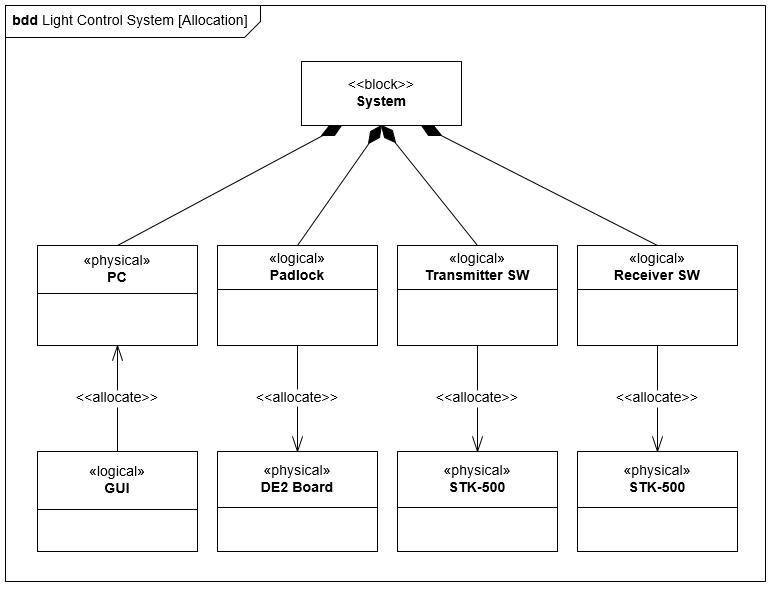 bdd Light Control System [Allocation]
<<block>>
System
«physical»
PC
«logical»
Padlock
«logical»
Transmitter SW
«logical»
Receiver SW
<<allocate>>
<<allocate>>
<<allocate>>
<<allocate>>
«logical»
GUI
«physical»
DE2 Board
«physical»
STK-500
«physical»
STK-500